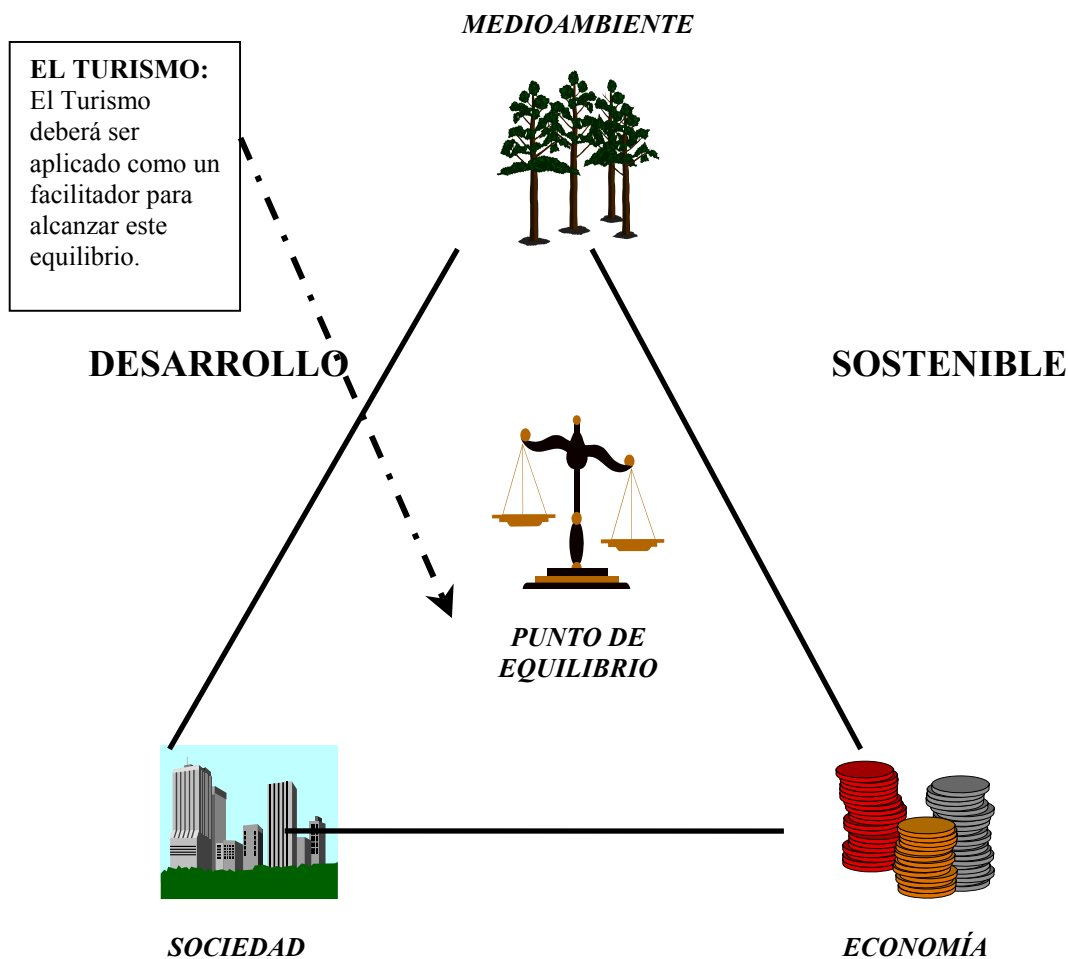 MEDIOAMBIENTE
EL TURISMO:
El Turismo
deberá ser
aplicado como un
facilitador para
alcanzar este
equilibrio.
DESARROLLO
SOSTENIBLE
PUNTO DE
EQUILIBRIO
SOCIEDAD
ECONOMÍA